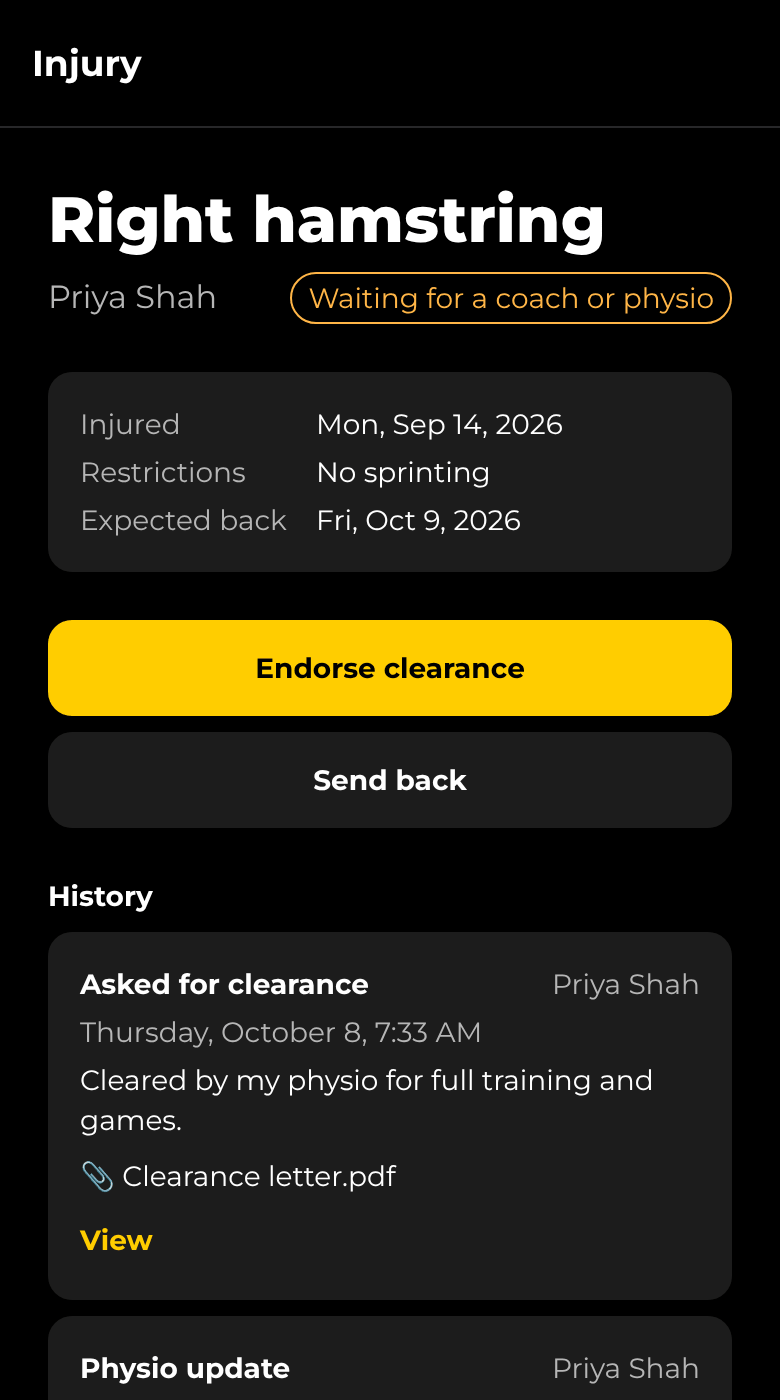 Injury
Right hamstring
Priya Shah
Waiting for a coach or physio
Injured Mon, Sep 14, 2026
Restrictions No sprinting
Expected back Fri, Oct 9, 2026
Endorse clearance
Send back
History
Asked for clearance Priya Shah
Thursday, October 8, 7:33 AM
Cleared by my physio for full training and
games.
📎 Clearance letter.pdf
View
Physio update Priya Shah